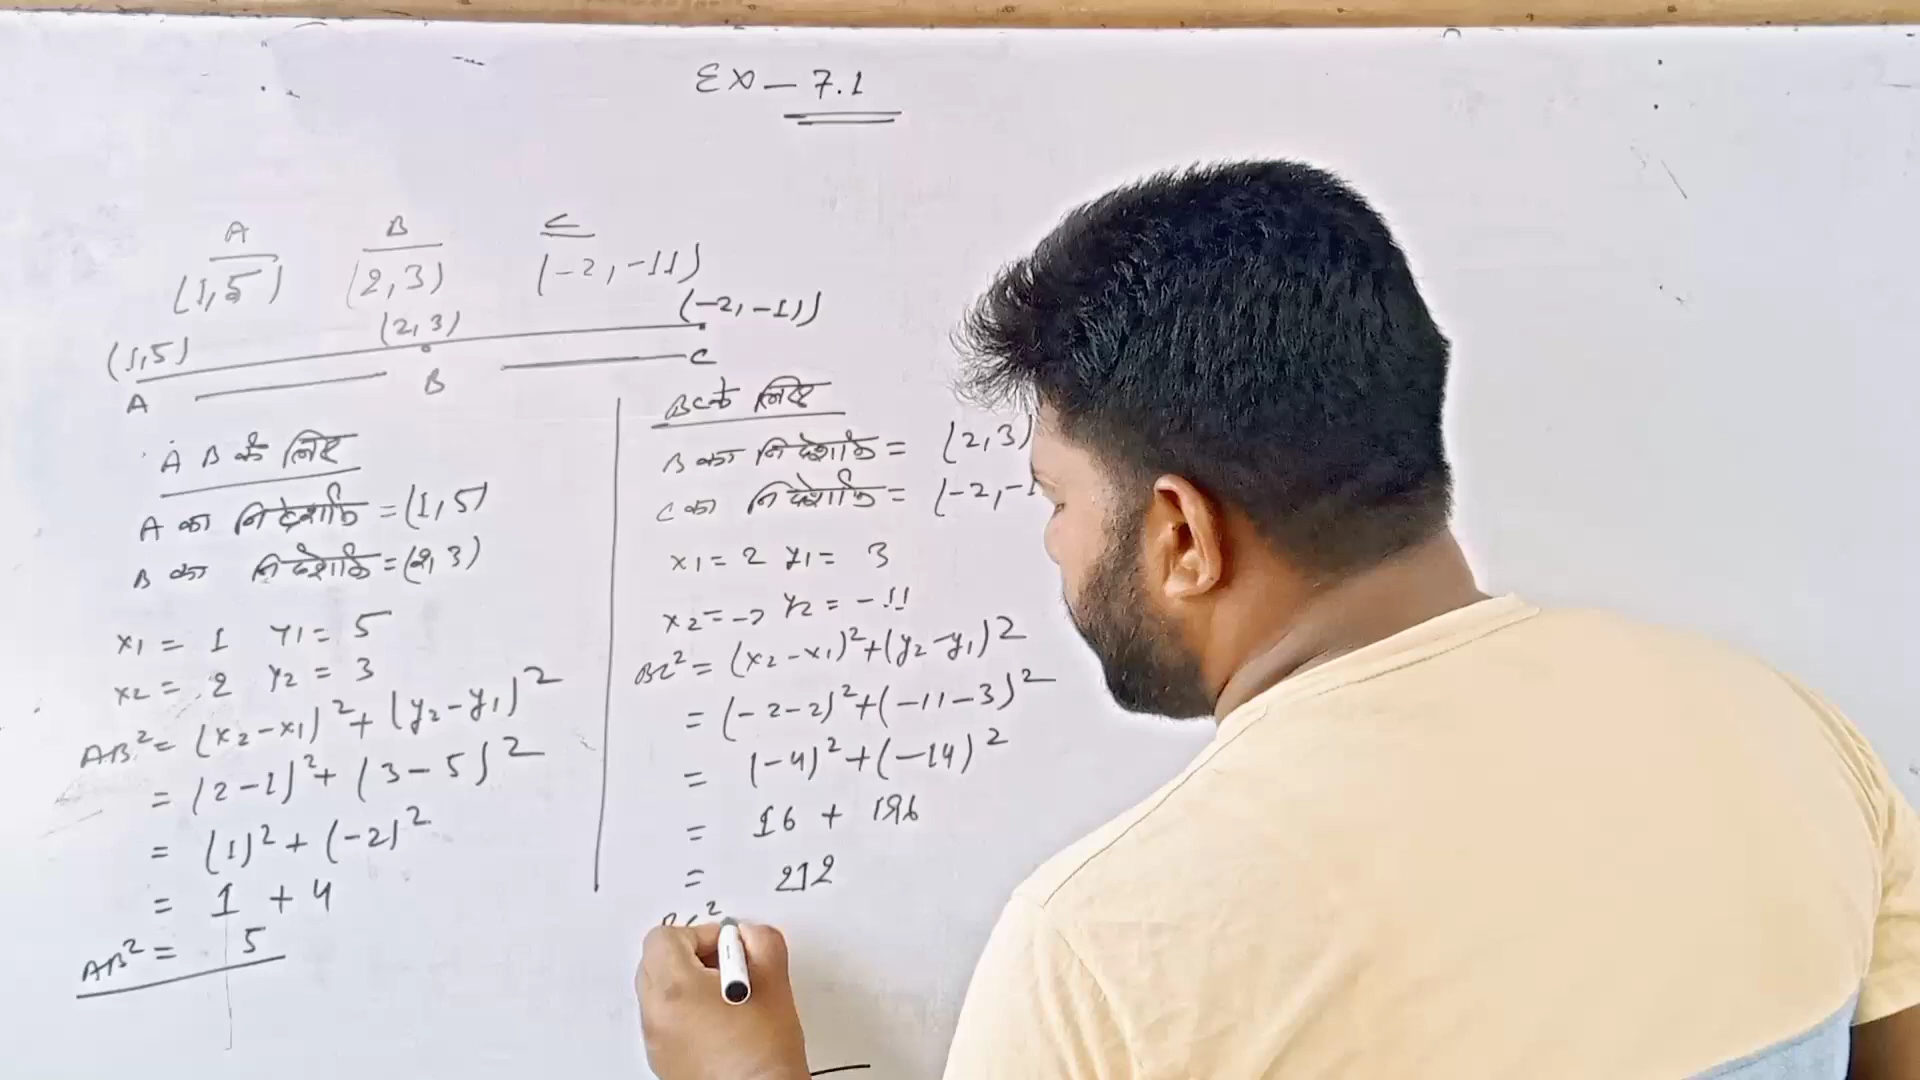 Ex - 7.1
A B C
(1,5) (2,3) (-2,-11)
(1,5) (2,3) (-2,-11)
A B C
AB के लिए
A का निर्देशांक = (1,5)
B का निर्देशांक = (2,3)
x1 = 1 y1 = 5
x2 = 2 y2 = 3
AB² = (x2-x1)² + (y2-y1)²
= (2-1)² + (3-5)²
= (1)² + (-2)²
= 1 + 4
AB² = 5
BC के लिए
B का निर्देशांक = (2,3)
C का निर्देशांक = (-2,-1
x1 = 2 y1 = 3
x2 = -2 y2 = -11
BC² = (x2-x1)² + (y2-y1)²
= (-2-2)² + (-11-3)²
= (-4)² + (-14)²
= 16 + 196
= 212
BC²